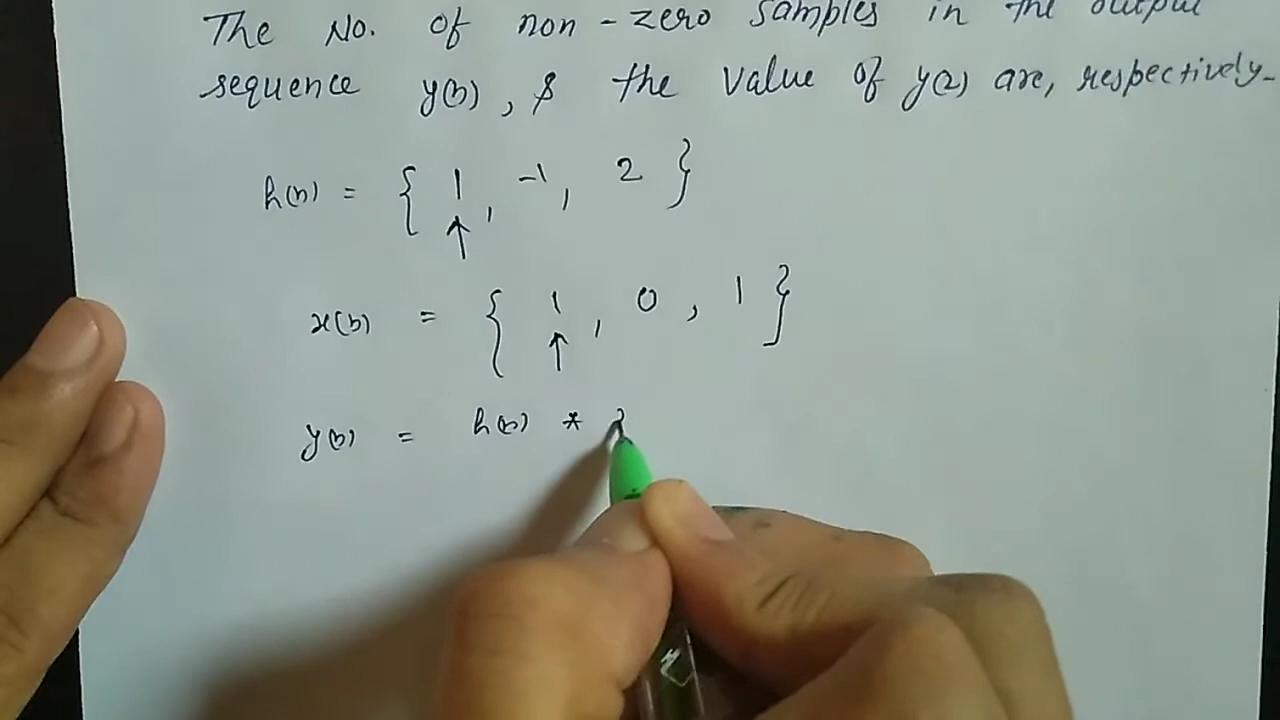 The No. of non-zero samples in the output
sequence y(n), & the value of y(2) are, respectively-
h(n) = { 1, -1, 2 }
↑
x(n) = { 1, 0, 1 }
↑
y(n) = h(n) *